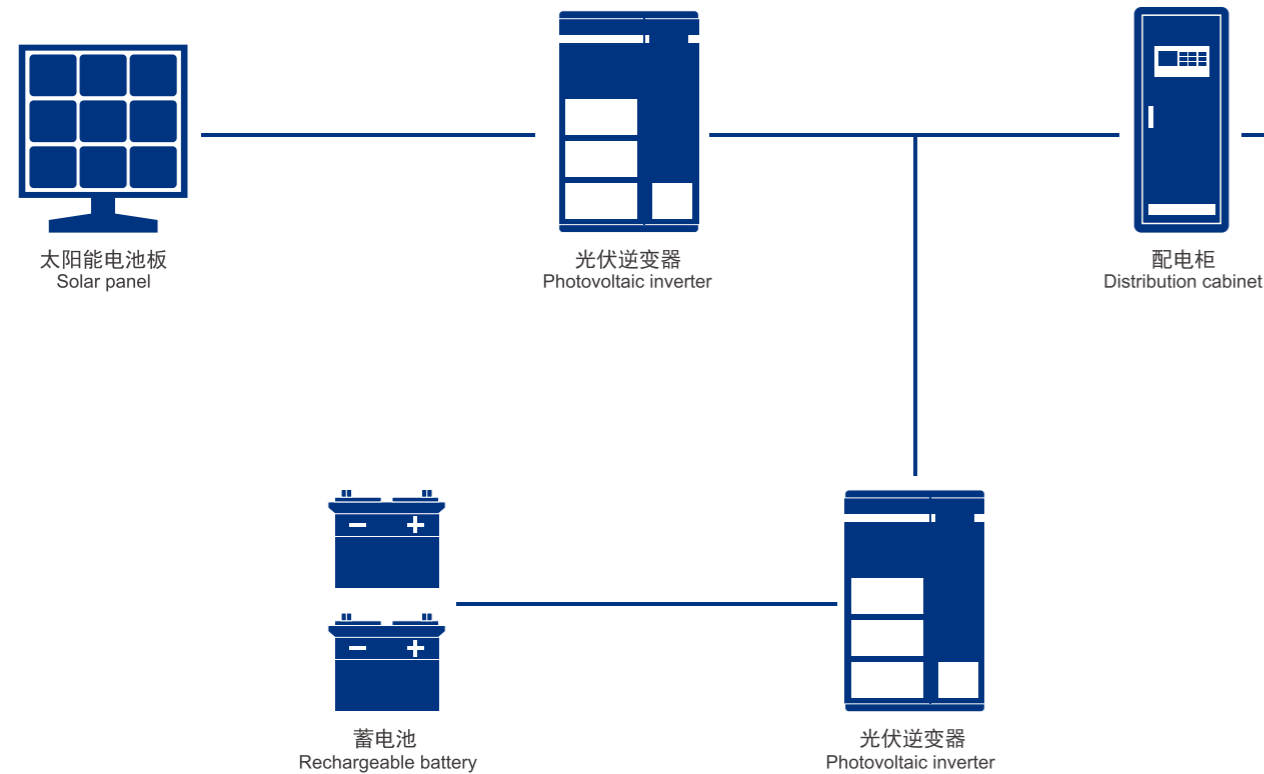 太阳能电池板
Solar panel
光伏逆变器
Photovoltaic inverter
配电柜
Distribution cabinet
蓄电池
Rechargeable battery
光伏逆变器
Photovoltaic inverter